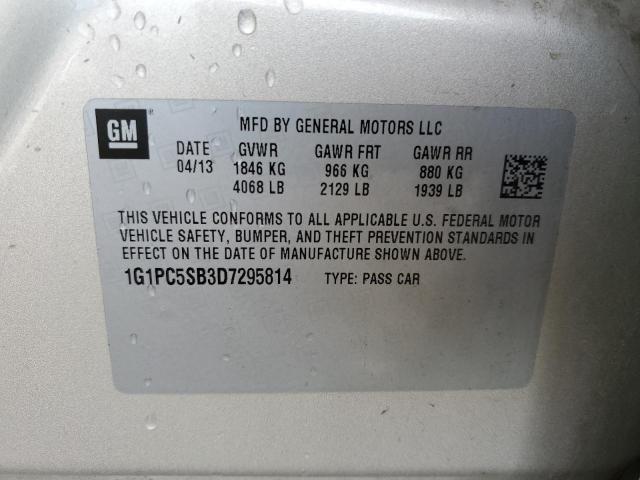 GM ®
MFD BY GENERAL MOTORS LLC
DATE GVWR GAWR FRT GAWR RR
04/13 1846 KG 966 KG 880 KG
4068 LB 2129 LB 1939 LB
THIS VEHICLE CONFORMS TO ALL APPLICABLE U.S. FEDERAL MOTOR
VEHICLE SAFETY, BUMPER, AND THEFT PREVENTION STANDARDS IN
EFFECT ON THE DATE OF MANUFACTURE SHOWN ABOVE.
1G1PC5SB3D7295814 TYPE: PASS CAR